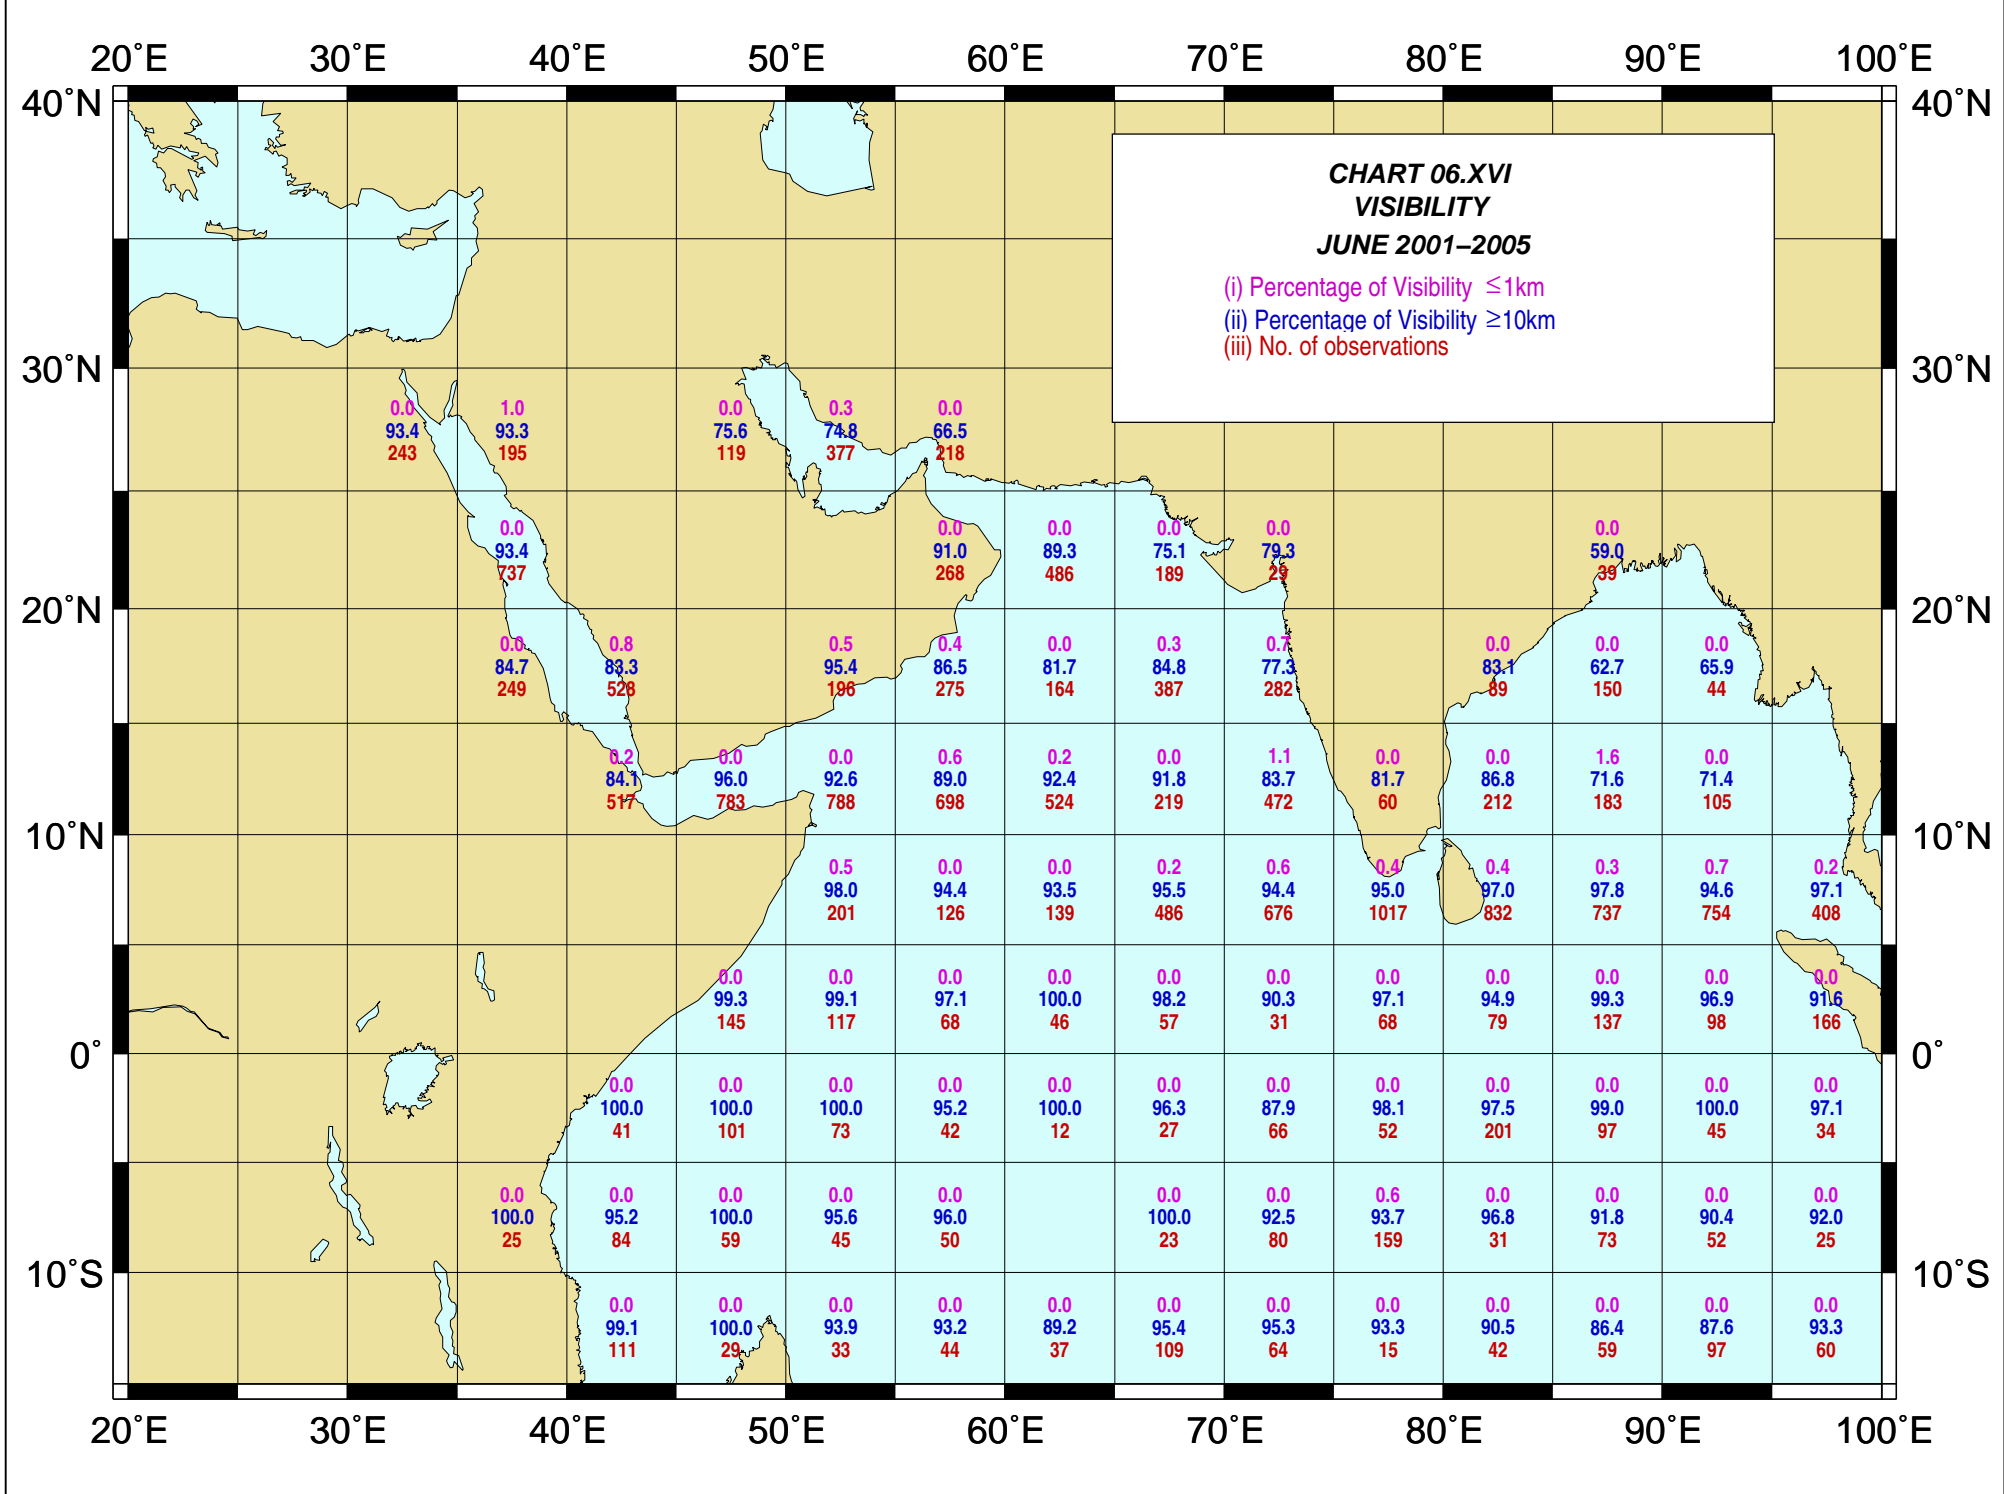 20°E 30°E 40°E 50°E 60°E 70°E 80°E 90°E 100°E
40°N 40°N
CHART 06.XVI
VISIBILITY
JUNE 2001–2005
(i) Percentage of Visibility ≤1km
(ii) Percentage of Visibility ≥10km
(iii) No. of observations
30°N 30°N
0.0 1.0 0.0 0.3 0.0
93.4 93.3 75.6 74.8 66.5
243 195 119 377 218
0.0 0.0 0.0 0.0 0.0 0.0
93.4 91.0 89.3 75.1 79.3 59.0
737 268 486 189 29 39
20°N 20°N
0.0 0.8 0.5 0.4 0.0 0.3 0.7 0.0 0.0 0.0
84.7 83.3 95.4 86.5 81.7 84.8 77.3 83.1 62.7 65.9
249 528 196 275 164 387 282 89 150 44
0.2 0.0 0.0 0.6 0.2 0.0 1.1 0.0 0.0 1.6 0.0
84.1 96.0 92.6 89.0 92.4 91.8 83.7 81.7 86.8 71.6 71.4
517 783 788 698 524 219 472 60 212 183 105
10°N 10°N
0.5 0.0 0.0 0.2 0.6 0.4 0.4 0.3 0.7 0.2
98.0 94.4 93.5 95.5 94.4 95.0 97.0 97.8 94.6 97.1
201 126 139 486 676 1017 832 737 754 408
0.0 0.0 0.0 0.0 0.0 0.0 0.0 0.0 0.0 0.0 0.0
99.3 99.1 97.1 100.0 98.2 90.3 97.1 94.9 99.3 96.9 91.6
145 117 68 46 57 31 68 79 137 98 166
0° 0°
0.0 0.0 0.0 0.0 0.0 0.0 0.0 0.0 0.0 0.0 0.0 0.0
100.0 100.0 100.0 95.2 100.0 96.3 87.9 98.1 97.5 99.0 100.0 97.1
41 101 73 42 12 27 66 52 201 97 45 34
0.0 0.0 0.0 0.0 0.0 0.0 0.0 0.6 0.0 0.0 0.0 0.0
100.0 95.2 100.0 95.6 96.0 100.0 92.5 93.7 96.8 91.8 90.4 92.0
25 84 59 45 50 23 80 159 31 73 52 25
10°S 10°S
0.0 0.0 0.0 0.0 0.0 0.0 0.0 0.0 0.0 0.0 0.0 0.0
99.1 100.0 93.9 93.2 89.2 95.4 95.3 93.3 90.5 86.4 87.6 93.3
111 29 33 44 37 109 64 15 42 59 97 60
20°E 30°E 40°E 50°E 60°E 70°E 80°E 90°E 100°E